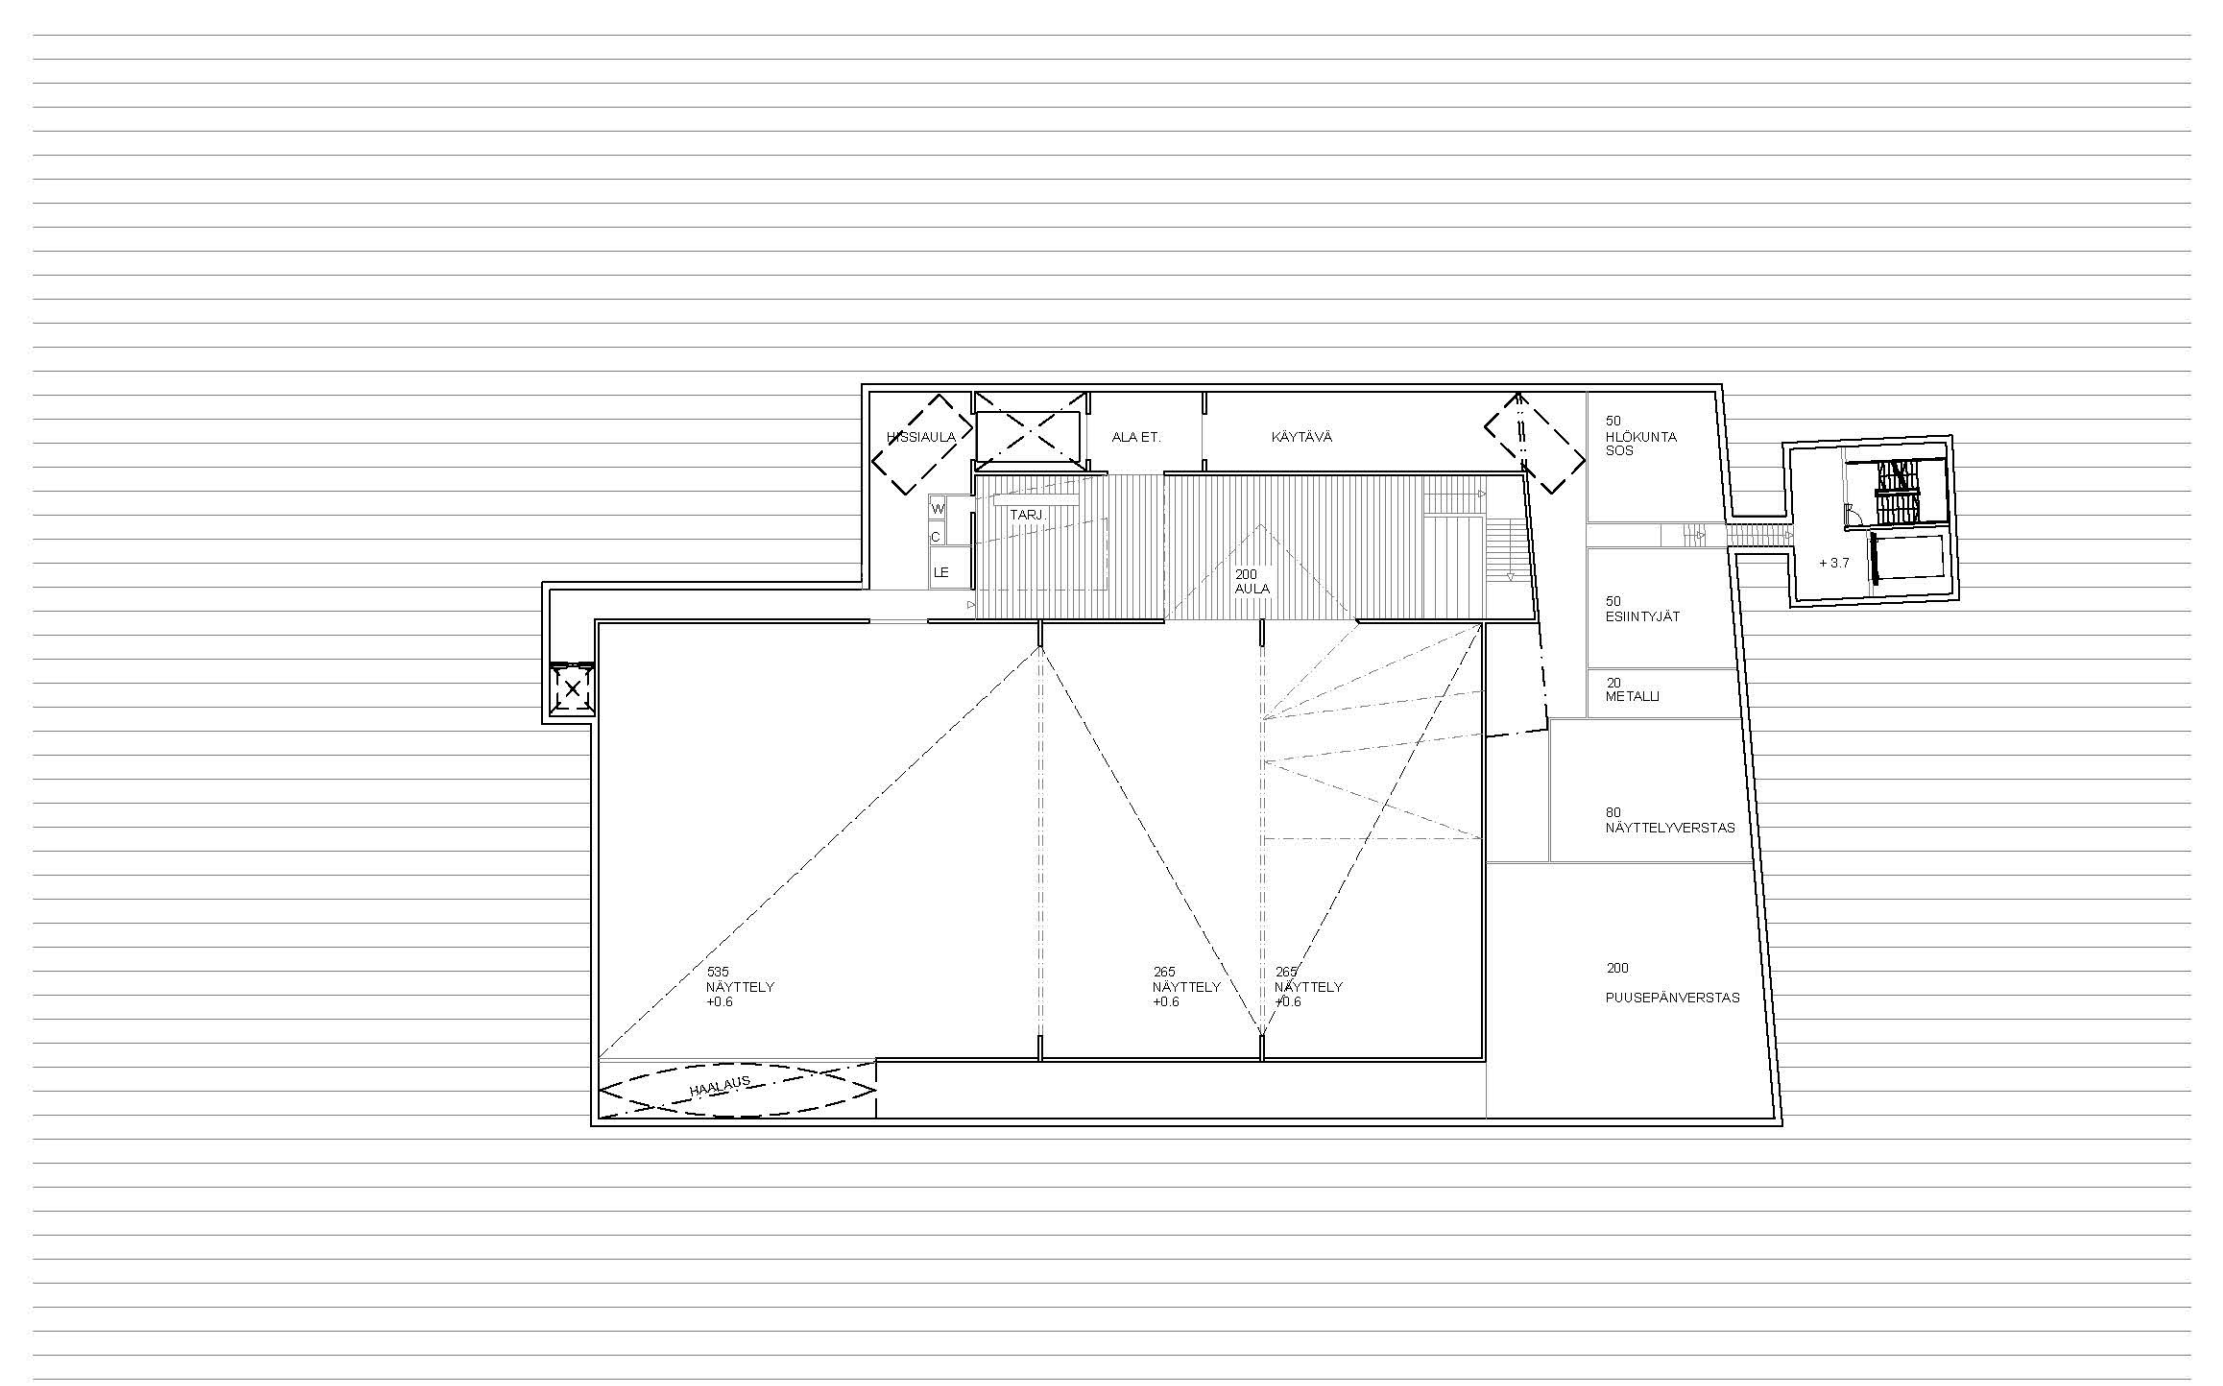 HISSIAULA
ALA ET.
KÄYTÄVÄ
50
HLÖKUNTA
SOS
W
C
LE
TARJ.
200
AULA
+ 3.7
50
ESIINTYJÄT
20
METALLI
80
NÄYTTELYVERSTAS
535
NÄYTTELY
+0.6
265
NÄYTTELY
+0.6
265
NÄYTTELY
+0.6
200
PUUSEPÄNVERSTAS
HAALAUS